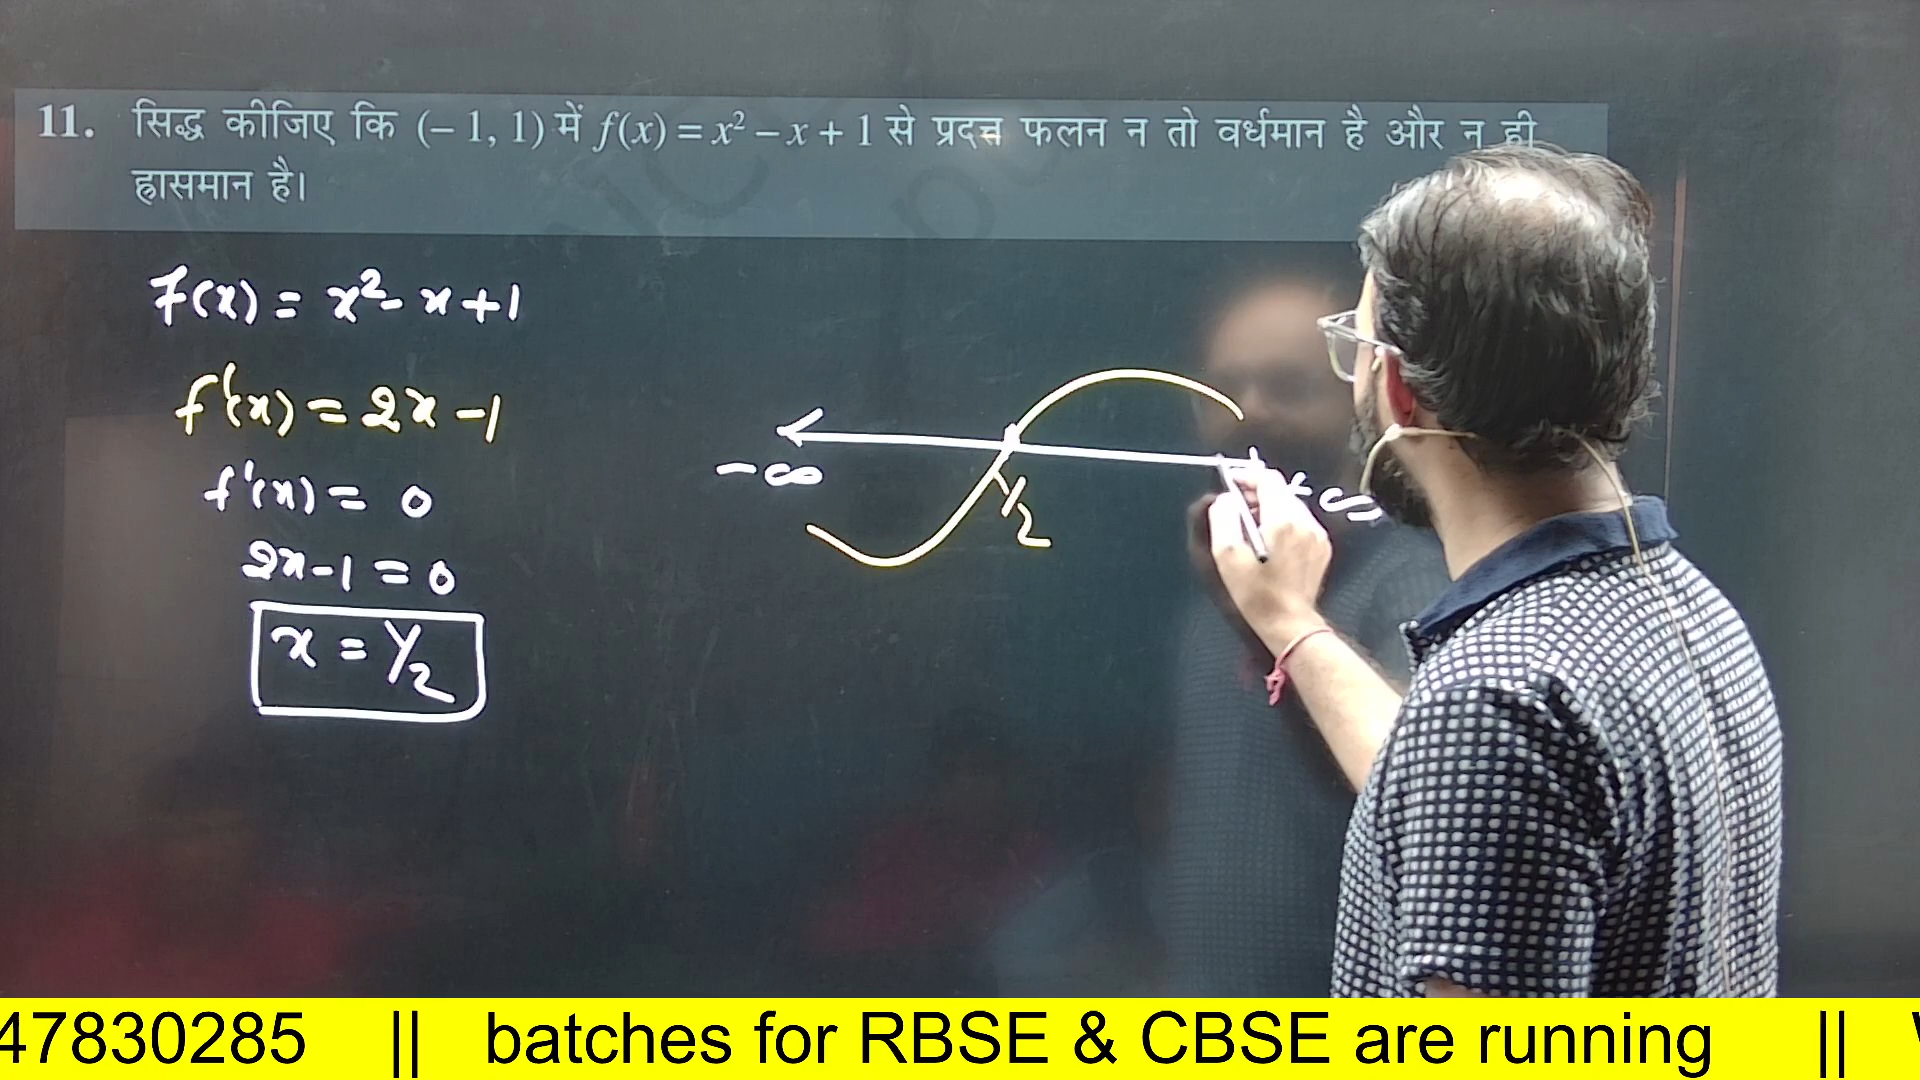 11. सिद्ध कीजिए कि (– 1, 1) में f(x) = x² – x + 1 से प्रदत्त फलन न तो वर्धमान है और न ही
ह्रासमान है।
f(x) = x² - x + 1
f'(x) = 2x - 1
f'(x) = 0
2x - 1 = 0
x = 1/2
-∞ 1/2 +∞
47830285 || batches for RBSE & CBSE are running ||